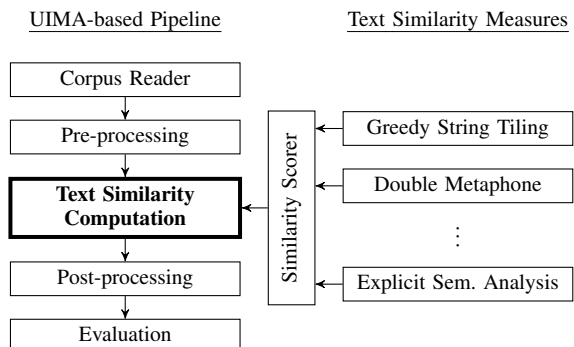 UIMA-based Pipeline
Text Similarity Measures
Corpus Reader
Pre-processing
Text Similarity
Computation
Post-processing
Evaluation
Similarity Scorer
Greedy String Tiling
Double Metaphone
⋮
Explicit Sem. Analysis